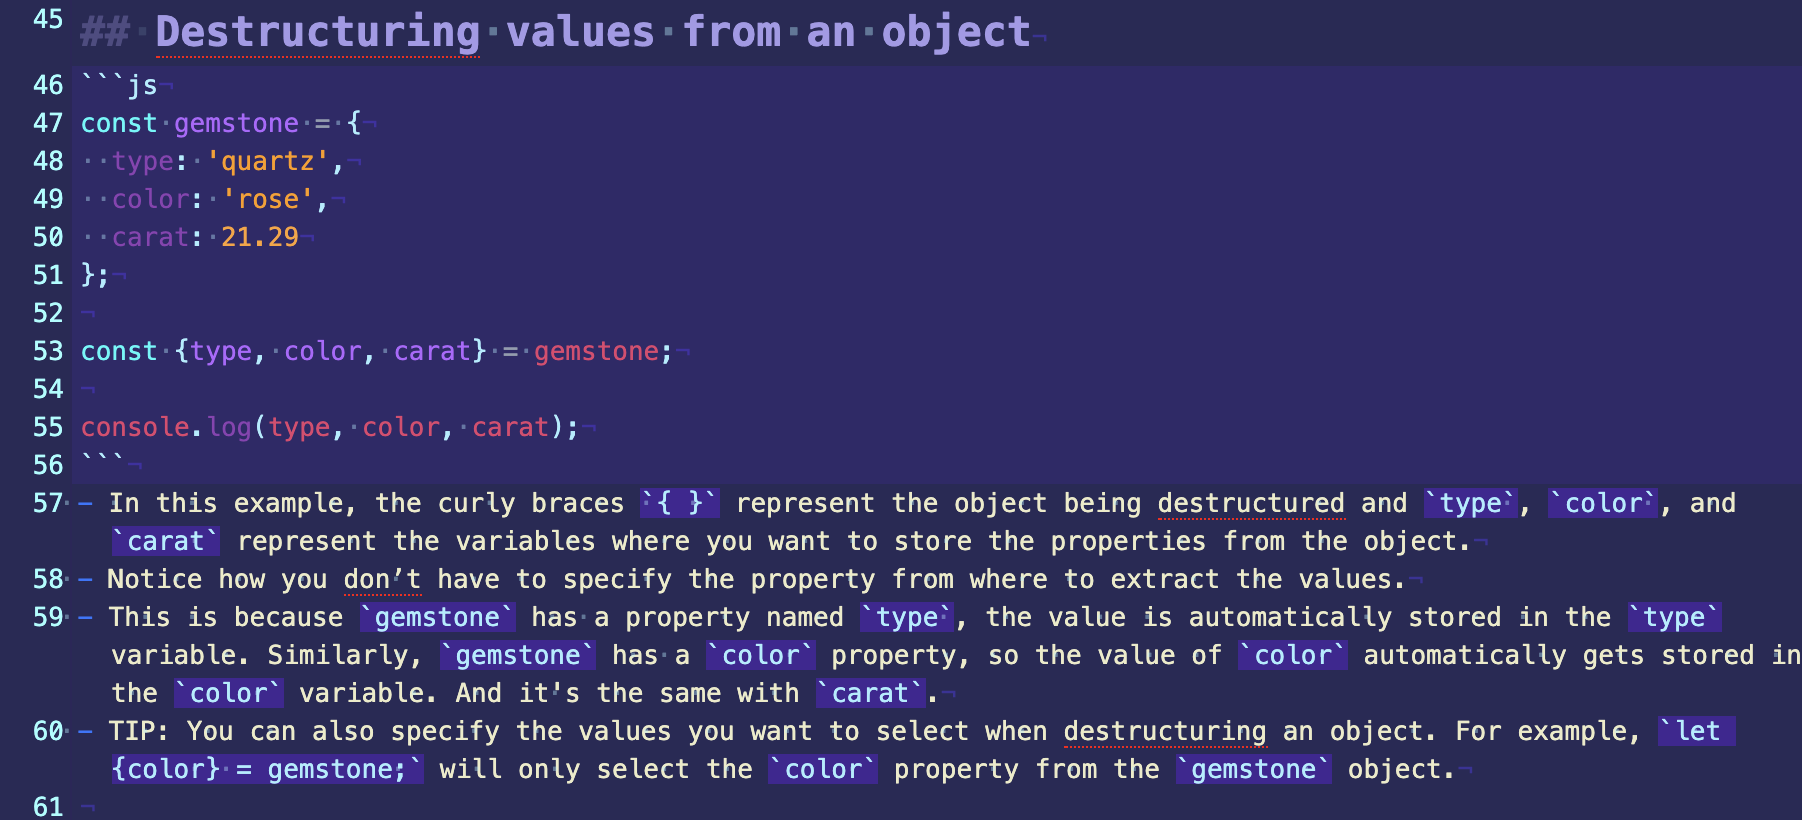 45 ## Destructuring values from an object
46 ```js
47 const gemstone = {
48   type: 'quartz',
49   color: 'rose',
50   carat: 21.29
51 };
52
53 const {type, color, carat} = gemstone;
54
55 console.log(type, color, carat);
56 ```
57 - In this example, the curly braces `{ }` represent the object being destructured and `type`, `color`, and
`carat` represent the variables where you want to store the properties from the object.
58 - Notice how you don’t have to specify the property from where to extract the values.
59 - This is because `gemstone` has a property named `type`, the value is automatically stored in the `type`
variable. Similarly, `gemstone` has a `color` property, so the value of `color` automatically gets stored in
the `color` variable. And it's the same with `carat`.
60 - TIP: You can also specify the values you want to select when destructuring an object. For example, `let
{color} = gemstone;` will only select the `color` property from the `gemstone` object.
61